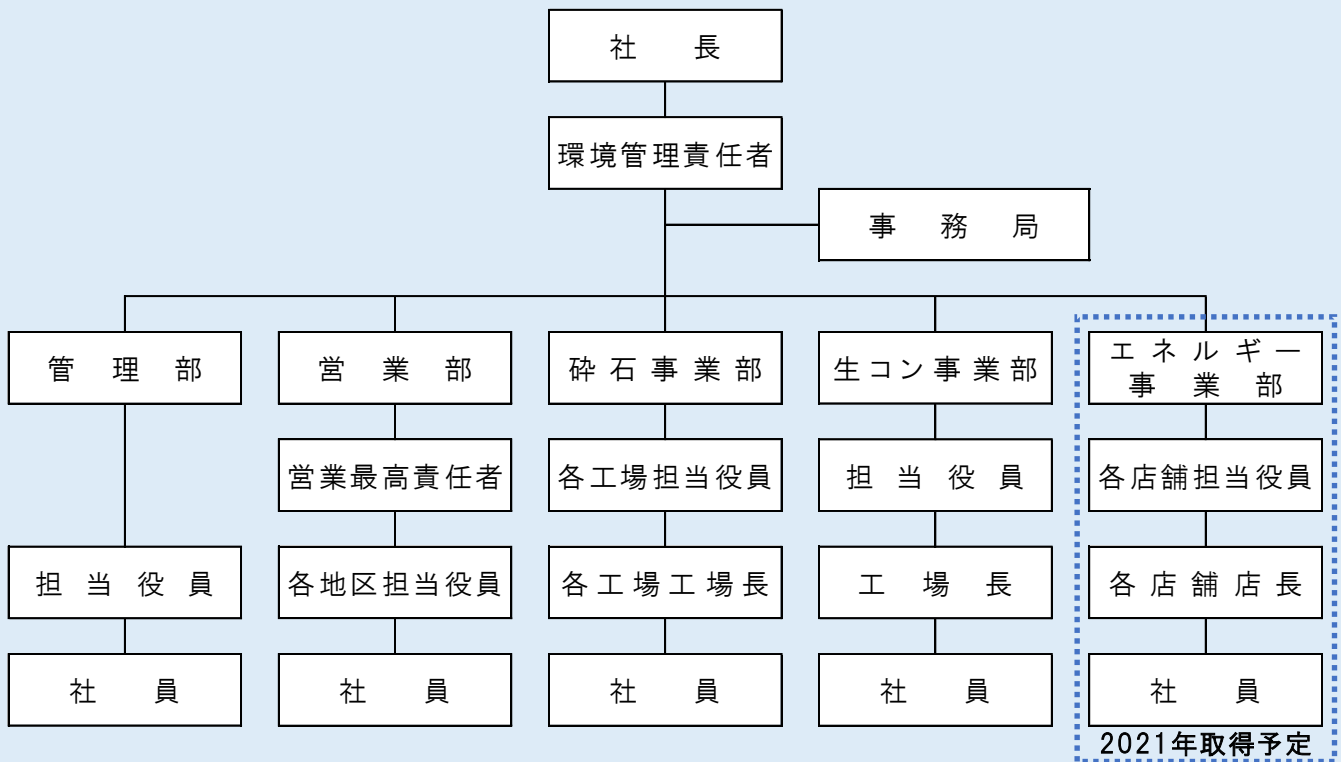 社長
環境管理責任者
事務局
管理部
営業部
砕石事業部
生コン事業部
エネルギー
事業部
営業最高責任者
各工場担当役員
担当役員
各店舗担当役員
担当役員
各地区担当役員
各工場工場長
工場長
各店舗店長
社員
社員
社員
社員
社員
2021年取得予定